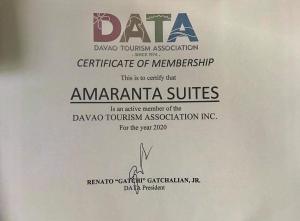 DATA
DAVAO TOURISM ASSOCIATION
- SINCE 1974 -
CERTIFICATE OF MEMBERSHIP
This is to certify that
AMARANTA SUITES
Is an active member of the
DAVAO TOURISM ASSOCIATION INC.
For the year 2020
RENATO "GATCHI" GATCHALIAN, JR.
DATA President